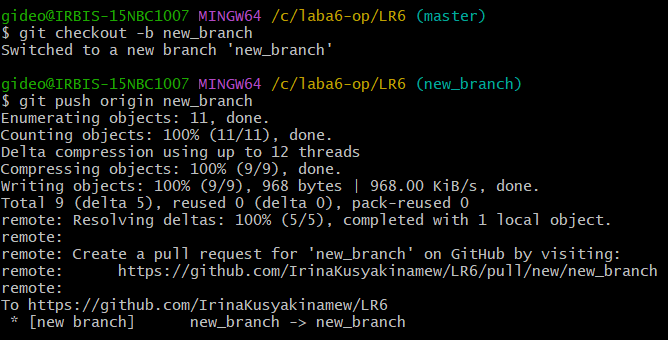 gideo@IRBIS-15NBC1007 MINGW64 /c/laba6-op/LR6 (master)
$ git checkout -b new_branch
Switched to a new branch 'new_branch'
gideo@IRBIS-15NBC1007 MINGW64 /c/laba6-op/LR6 (new_branch)
$ git push origin new_branch
Enumerating objects: 11, done.
Counting objects: 100% (11/11), done.
Delta compression using up to 12 threads
Compressing objects: 100% (9/9), done.
Writing objects: 100% (9/9), 968 bytes | 968.00 KiB/s, done.
Total 9 (delta 5), reused 0 (delta 0), pack-reused 0
remote: Resolving deltas: 100% (5/5), completed with 1 local object.
remote:
remote: Create a pull request for 'new_branch' on GitHub by visiting:
remote:      https://github.com/IrinaKusyakinamew/LR6/pull/new/new_branch
remote:
To https://github.com/IrinaKusyakinamew/LR6
 * [new branch]      new_branch -> new_branch